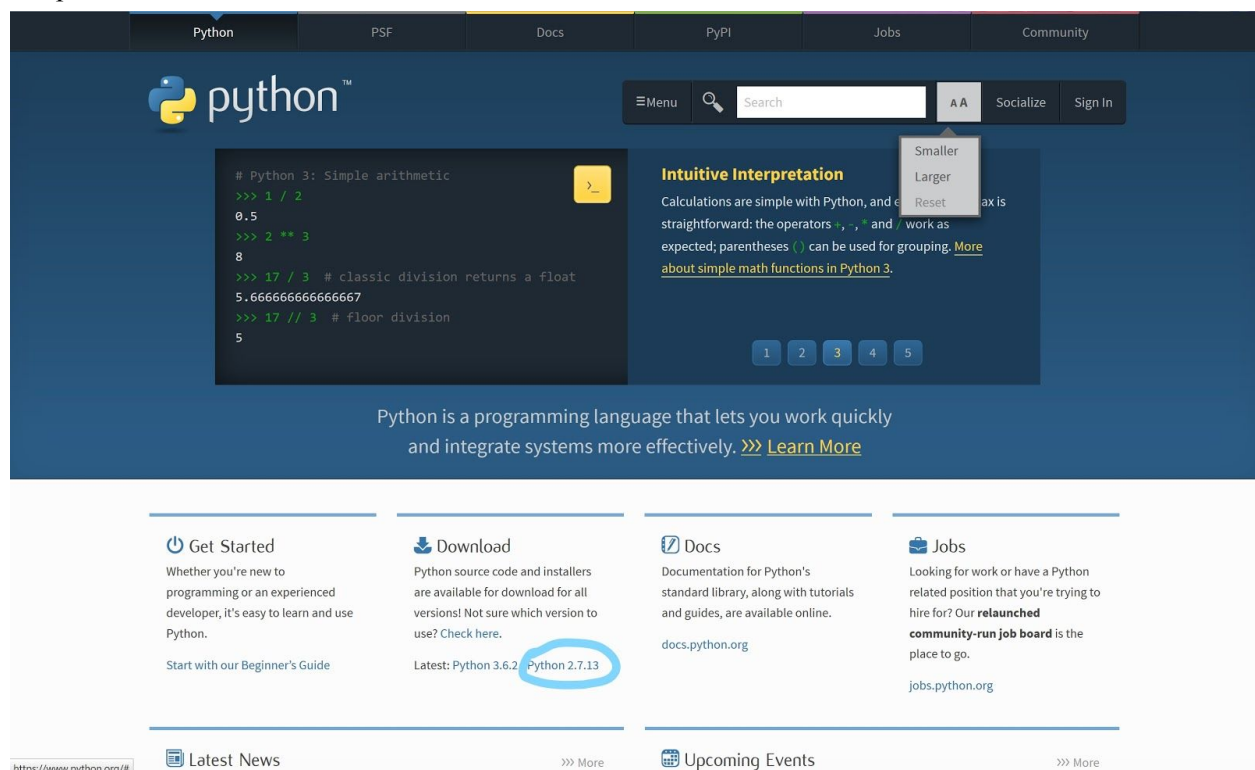 Python PSF Docs PyPI Jobs Community
python™
≡Menu Search A A Socialize Sign In
Smaller
Larger
Reset
# Python 3: Simple arithmetic
>>> 1 / 2
0.5
>>> 2 ** 3
8
>>> 17 / 3 # classic division returns a float
5.666666666666667
>>> 17 // 3 # floor division
5
>_
Intuitive Interpretation
Calculations are simple with Python, and ax is
straightforward: the operators +, -, * and / work as
expected; parentheses () can be used for grouping. More
about simple math functions in Python 3.
1 2 3 4 5
Python is a programming language that lets you work quickly
and integrate systems more effectively. >>> Learn More
Get Started
Whether you're new to
programming or an experienced
developer, it's easy to learn and use
Python.
Start with our Beginner's Guide
Download
Python source code and installers
are available for download for all
versions! Not sure which version to
use? Check here.
Latest: Python 3.6.2 Python 2.7.13
Docs
Documentation for Python's
standard library, along with tutorials
and guides, are available online.
docs.python.org
Jobs
Looking for work or have a Python
related position that you're trying to
hire for? Our relaunched
community-run job board is the
place to go.
jobs.python.org
Latest News >>> More
Upcoming Events >>> More
https://www.python.org/#